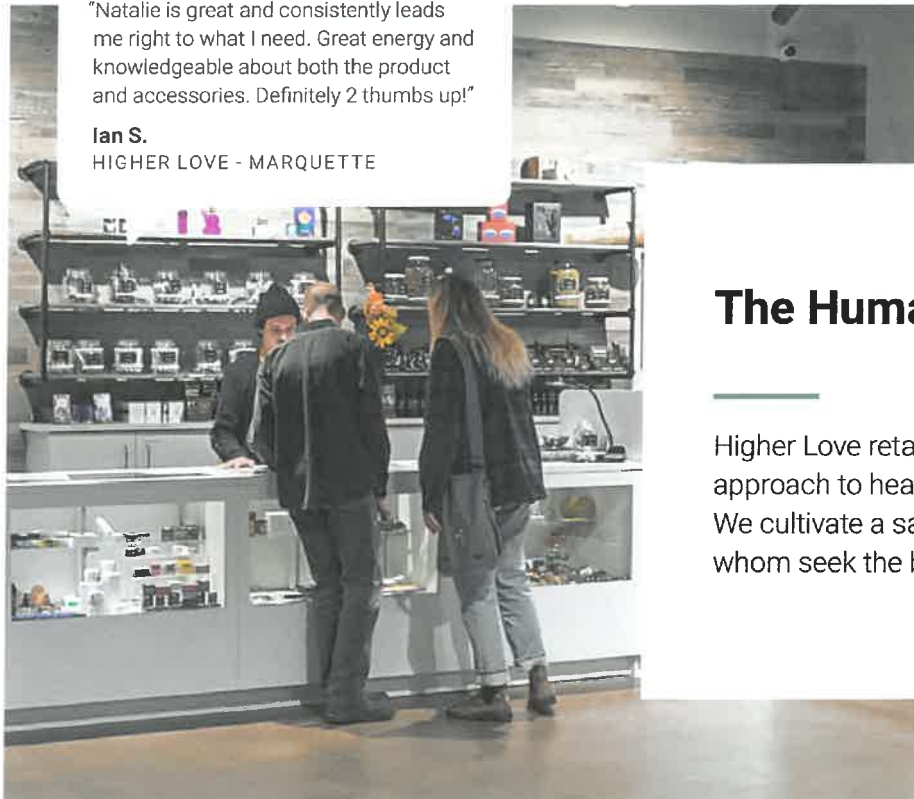 "Natalie is great and consistently leads
me right to what I need. Great energy and
knowledgeable about both the product
and accessories. Definitely 2 thumbs up!"
Ian S.
HIGHER LOVE - MARQUETTE
The Huma
Higher Love reta
approach to hea
We cultivate a sa
whom seek the b